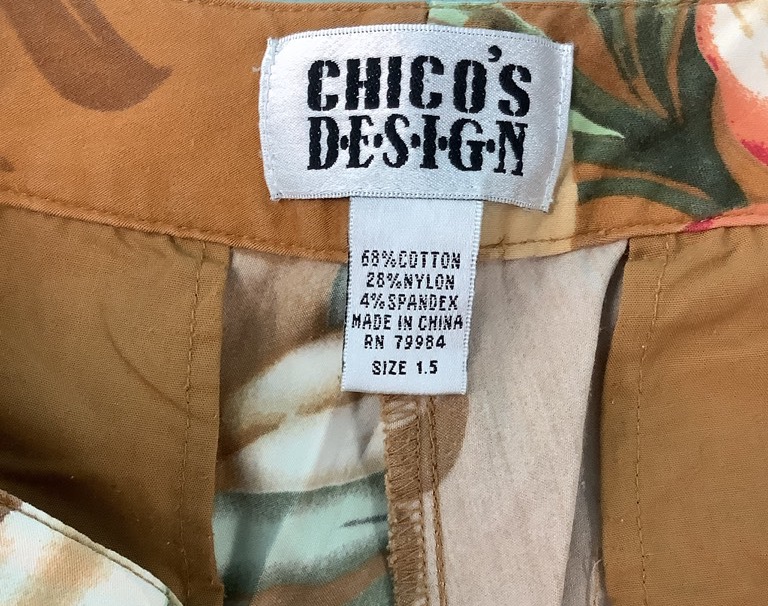 CHICO'S
D·E·S·I·G·N
68%COTTON
28%NYLON
4%SPANDEX
MADE IN CHINA
RN 79984
SIZE 1.5